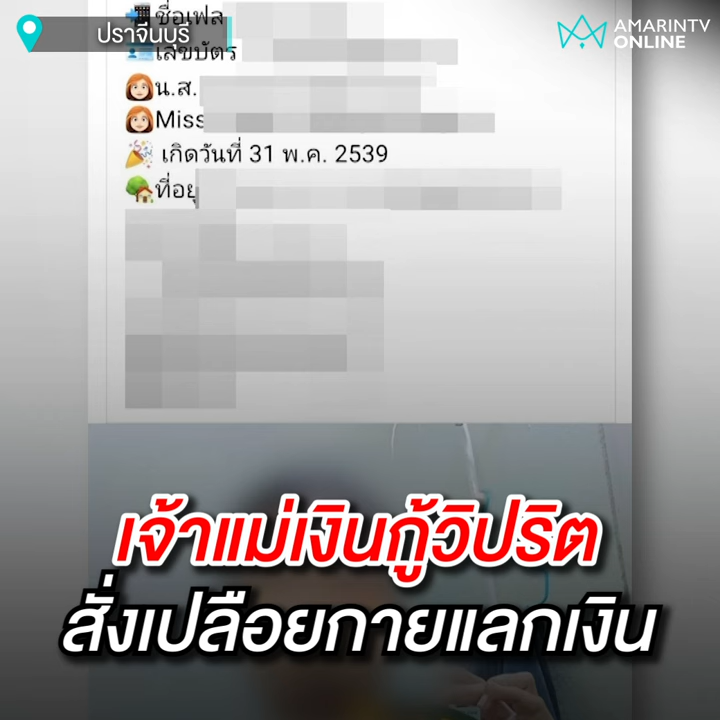 ปราจีนบุรี
AMARINTV
ONLINE
ชื่อเฟส
เลขบัตร
น.ส.
Miss
เกิดวันที่ 31 พ.ค. 2539
ที่อยู่
เจ้าแม่เงินกู้วิปริต
สั่งเปลือยกายแลกเงิน